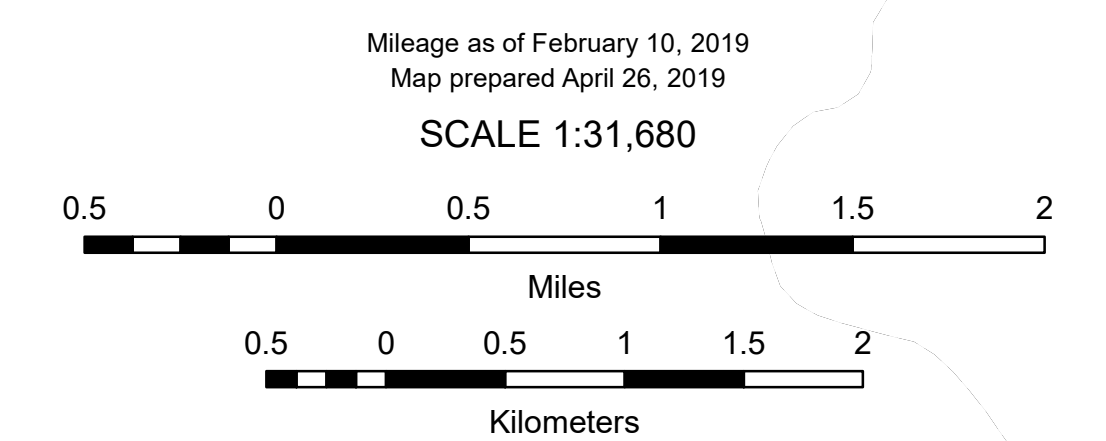 Mileage as of February 10, 2019
Map prepared April 26, 2019
SCALE 1:31,680
0.5 0 0.5 1 1.5 2
Miles
0.5 0 0.5 1 1.5 2
Kilometers